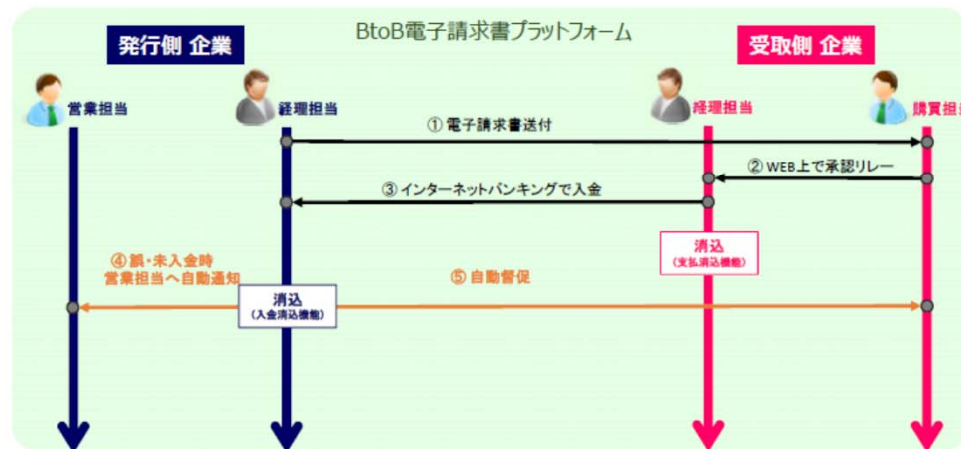 BtoB電子請求書プラットフォーム
発行側 企業
受取側 企業
営業担当
経理担当
経理担当
購買担当
① 電子請求書送付
② WEB上で承認リレー
③ インターネットバンキングで入金
消込
(支払消込機能)
④ 誤・未入金時
営業担当へ自動通知
⑤ 自動督促
消込
(入金消込機能)